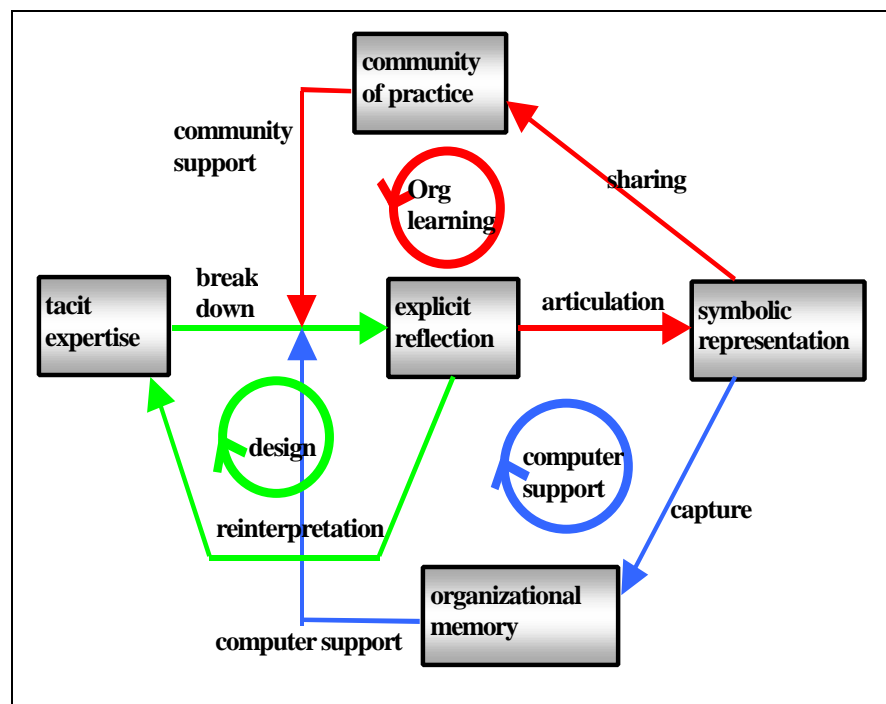 community
of practice
community
support
sharing
Org
learning
break
down
tacit
expertise
explicit
reflection
articulation
symbolic
representation
design
computer
support
capture
reinterpretation
organizational
memory
computer support